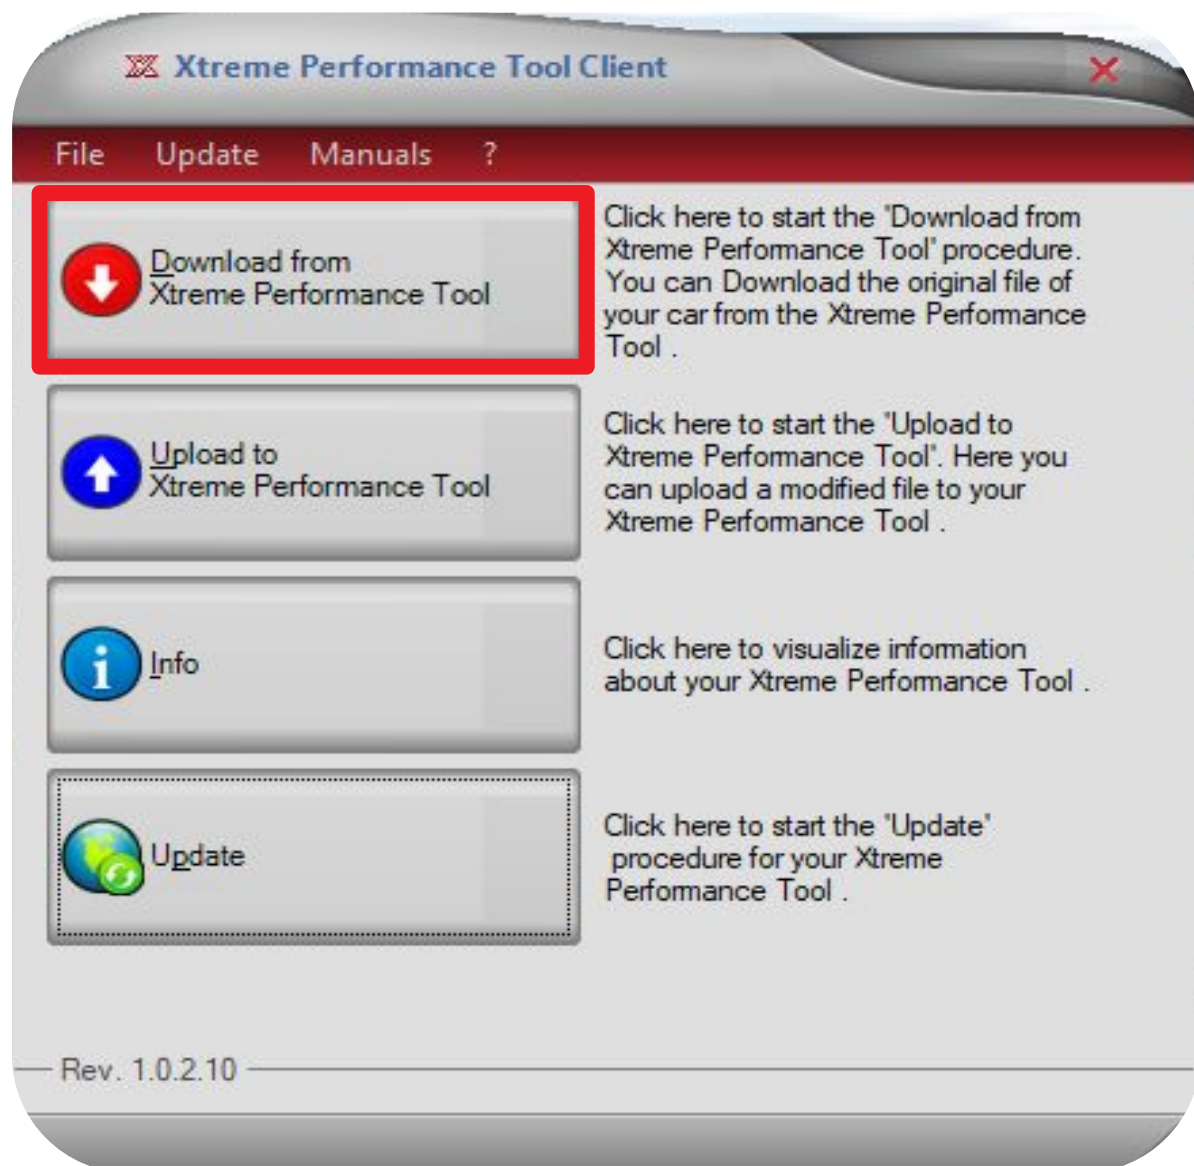 Xtreme Performance Tool Client
File Update Manuals ?
Download from
Xtreme Performance Tool
Click here to start the "Download from
Xtreme Performance Tool" procedure.
You can Download the original file of
your car from the Xtreme Performance
Tool .
Upload to
Xtreme Performance Tool
Click here to start the "Upload to
Xtreme Performance Tool". Here you
can upload a modified file to your
Xtreme Performance Tool .
Info
Click here to visualize information
about your Xtreme Performance Tool .
Update
Click here to start the "Update"
procedure for your Xtreme
Performance Tool .
Rev. 1.0.2.10